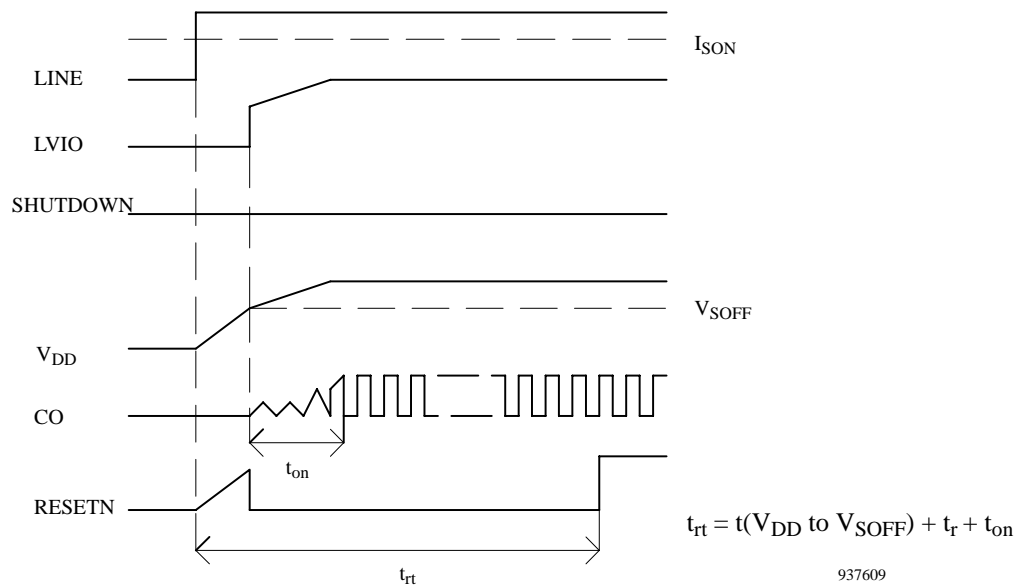 I_SON
LINE
LVIO
SHUTDOWN
V_SOFF
V_DD
CO
t_on
RESETN
t_rt = t(V_DD to V_SOFF) + t_r + t_on
t_rt
937609